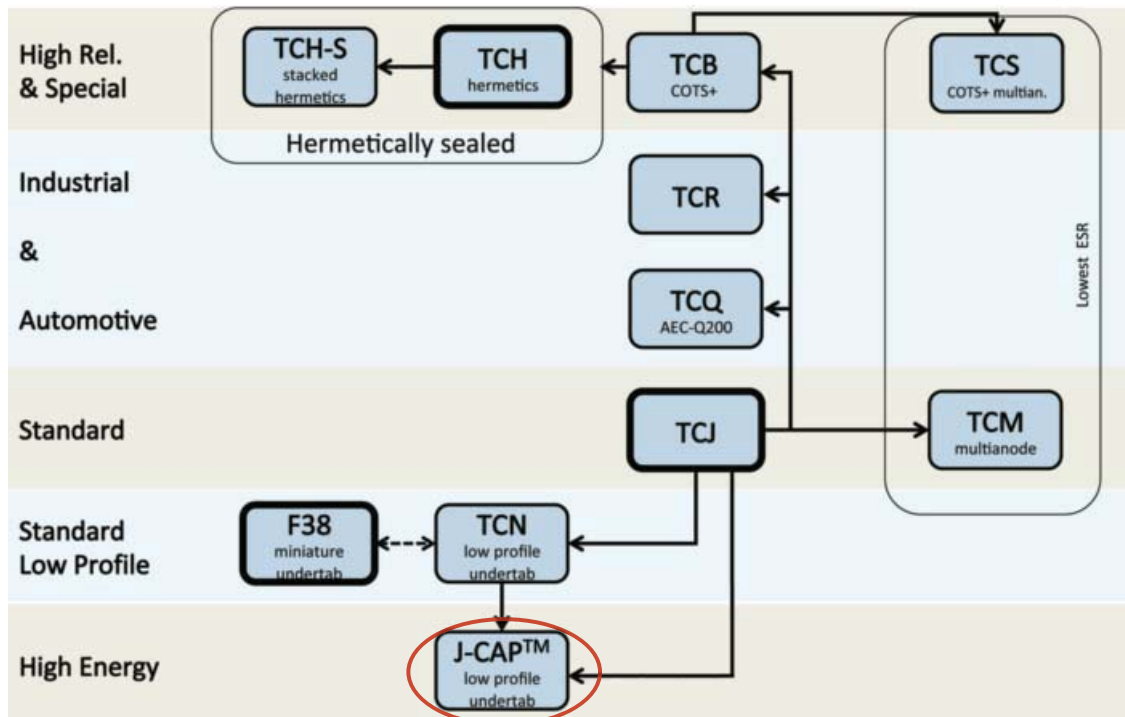 High Rel.
& Special
TCH-S
stacked
hermetics
TCH
hermetics
TCB
COTS+
TCS
COTS+ multian.
Hermetically sealed
Industrial
&
Automotive
TCR
TCQ
AEC-Q200
Lowest ESR
Standard
TCJ
TCM
multianode
Standard
Low Profile
F38
miniature
undertab
TCN
low profile
undertab
High Energy
J-CAP™
low profile
undertab